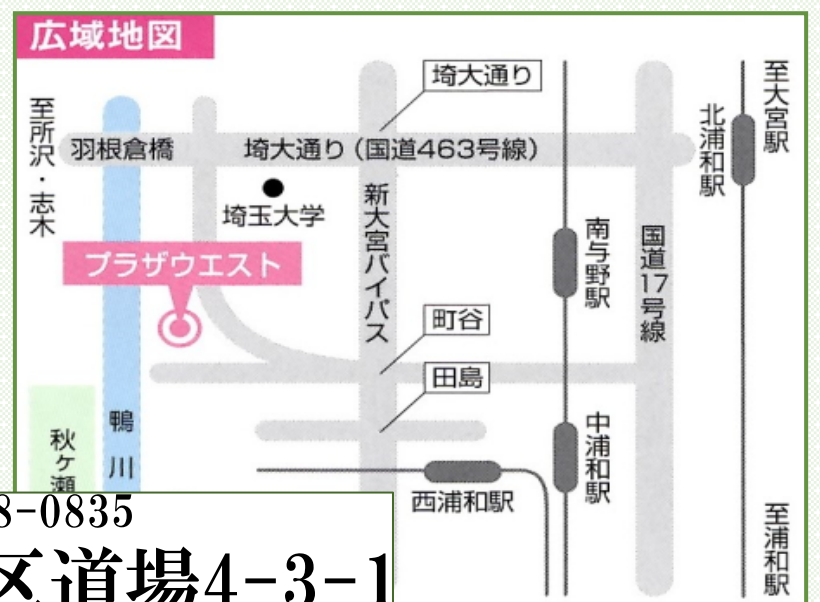 広域地図
埼大通り
至大宮駅
北浦和駅
至所沢・志木
羽根倉橋
埼大通り（国道463号線）
埼玉大学
新大宮バイパス
南与野駅
国道17号線
プラザウエスト
町谷
田島
鴨川
秋ヶ瀬
中浦和駅
西浦和駅
至浦和駅
8-0835
区道場4-3-1